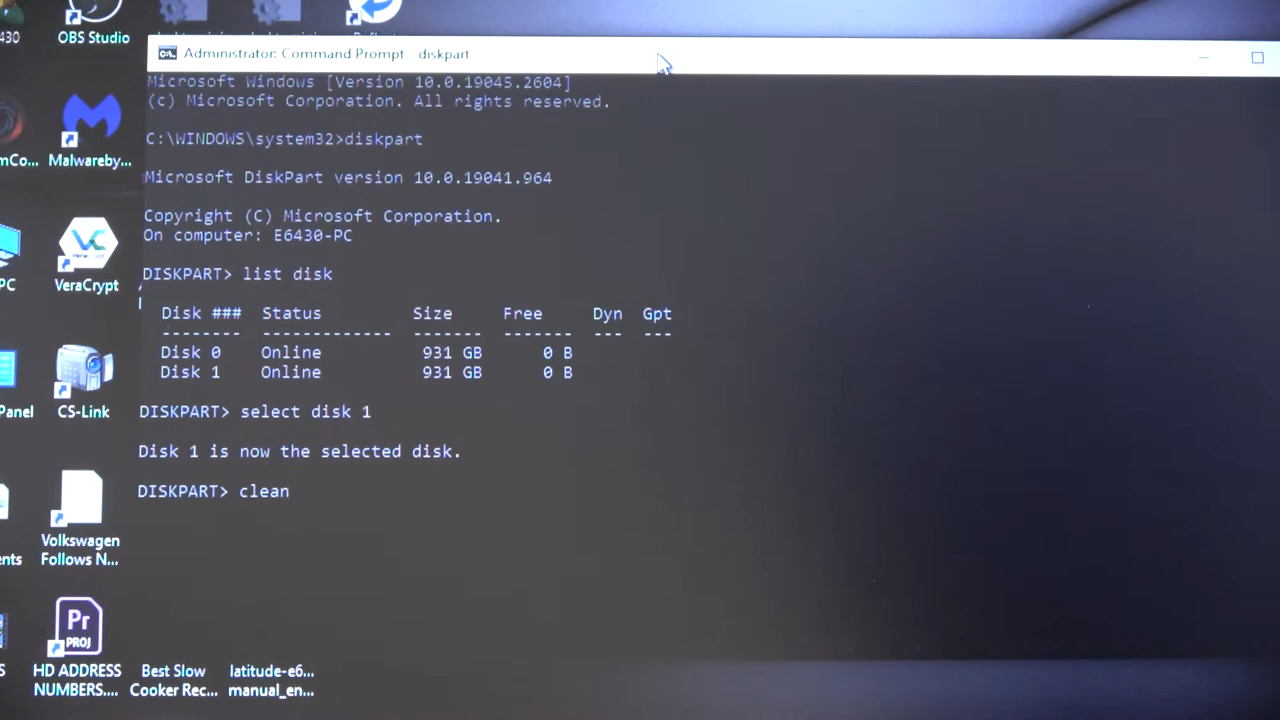 430
OBS Studio
Administrator: Command Prompt - diskpart
Microsoft Windows [Version 10.0.19045.2604]
(c) Microsoft Corporation. All rights reserved.
C:\WINDOWS\system32>diskpart
Microsoft DiskPart version 10.0.19041.964
Copyright (C) Microsoft Corporation.
On computer: E6430-PC
DISKPART> list disk
Disk ### Status Size Free Dyn Gpt
-------- ------------- ------- ------- --- ---
Disk 0 Online 931 GB 0 B
Disk 1 Online 931 GB 0 B
DISKPART> select disk 1
Disk 1 is now the selected disk.
DISKPART> clean
mCo...
Malwareby...
PC
VeraCrypt
VeraCrypt
Panel
CS-Link
ents
Volkswagen
Follows N...
Pr
PROJ
S
HD ADDRESS
NUMBERS....
Best Slow
Cooker Rec...
latitude-e6...
manual_en...